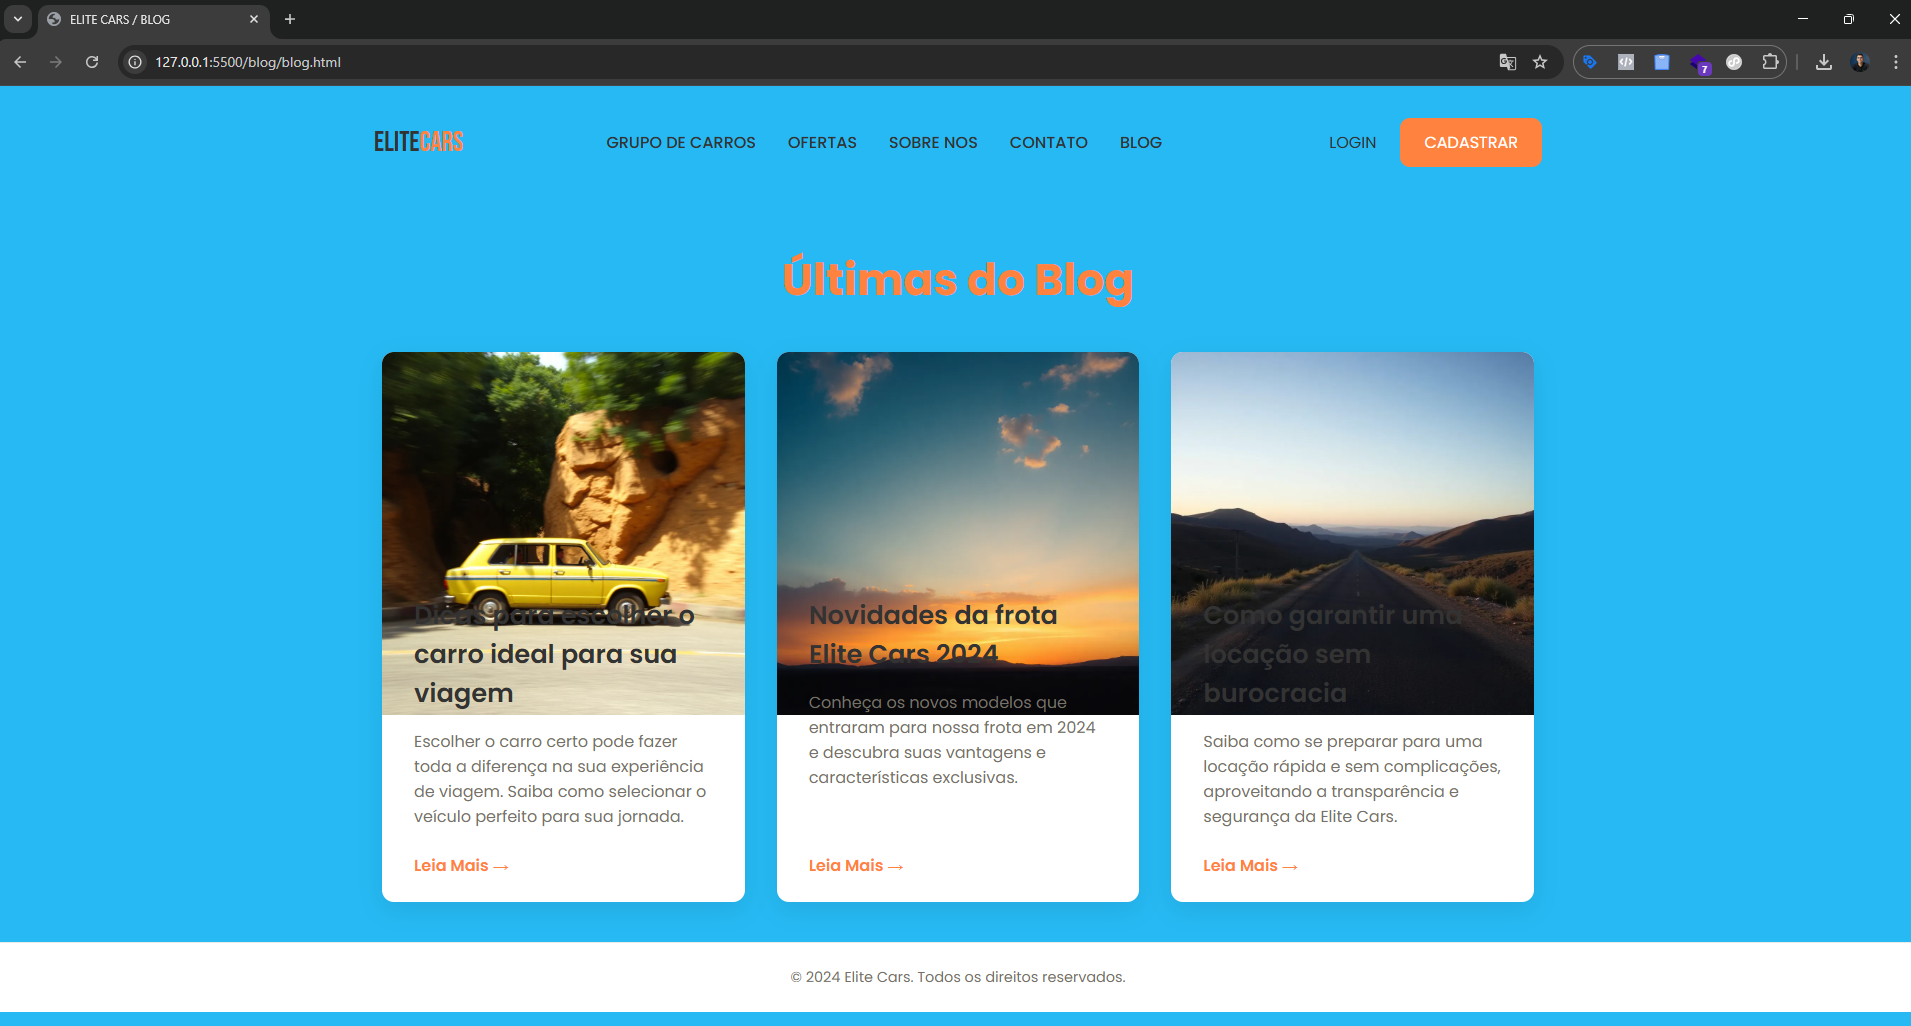 ELITE CARS / BLOG
127.0.0.1:5500/blog/blog.html
7
ELITECARS
GRUPO DE CARROS
OFERTAS
SOBRE NOS
CONTATO
BLOG
LOGIN
CADASTRAR
Últimas do Blog
Dicas para escolher o
carro ideal para sua
viagem
Escolher o carro certo pode fazer
toda a diferença na sua experiência
de viagem. Saiba como selecionar o
veículo perfeito para sua jornada.
Leia Mais →
Novidades da frota
Elite Cars 2024
Conheça os novos modelos que
entraram para nossa frota em 2024
e descubra suas vantagens e
características exclusivas.
Leia Mais →
Como garantir uma
locação sem
burocracia
Saiba como se preparar para uma
locação rápida e sem complicações,
aproveitando a transparência e
segurança da Elite Cars.
Leia Mais →
© 2024 Elite Cars. Todos os direitos reservados.